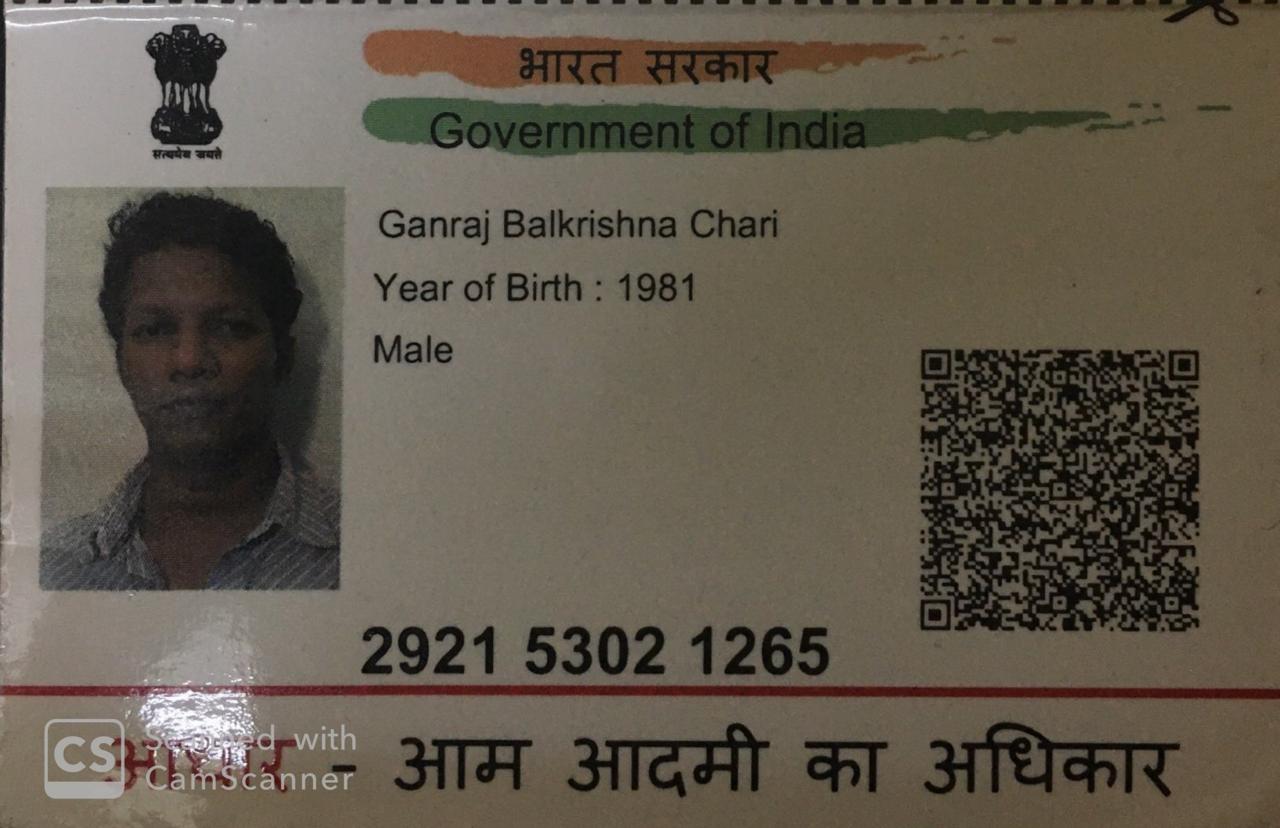 सत्यमेव जयते
भारत सरकार
Government of India
Ganraj Balkrishna Chari
Year of Birth : 1981
Male
2921 5302 1265
आधार - आम आदमी का अधिकार
CS
Scanned with
CamScanner